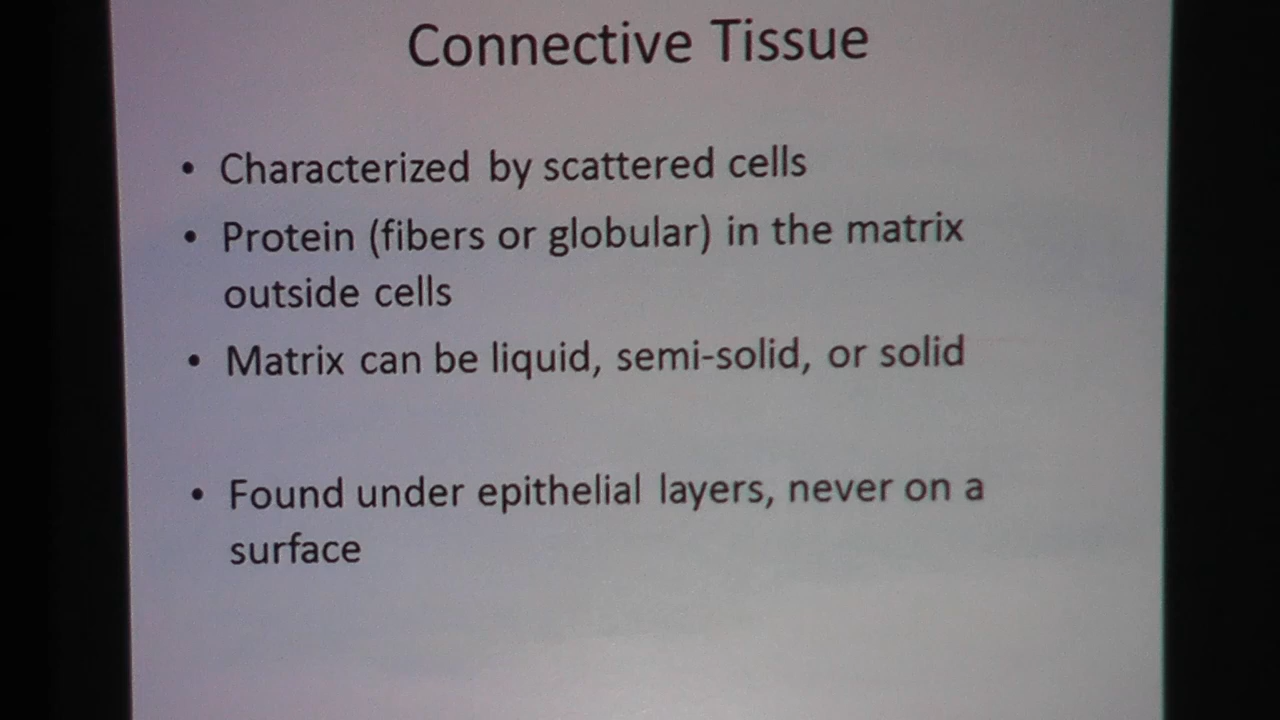 Connective Tissue
• Characterized by scattered cells
• Protein (fibers or globular) in the matrix
outside cells
• Matrix can be liquid, semi-solid, or solid
• Found under epithelial layers, never on a
surface